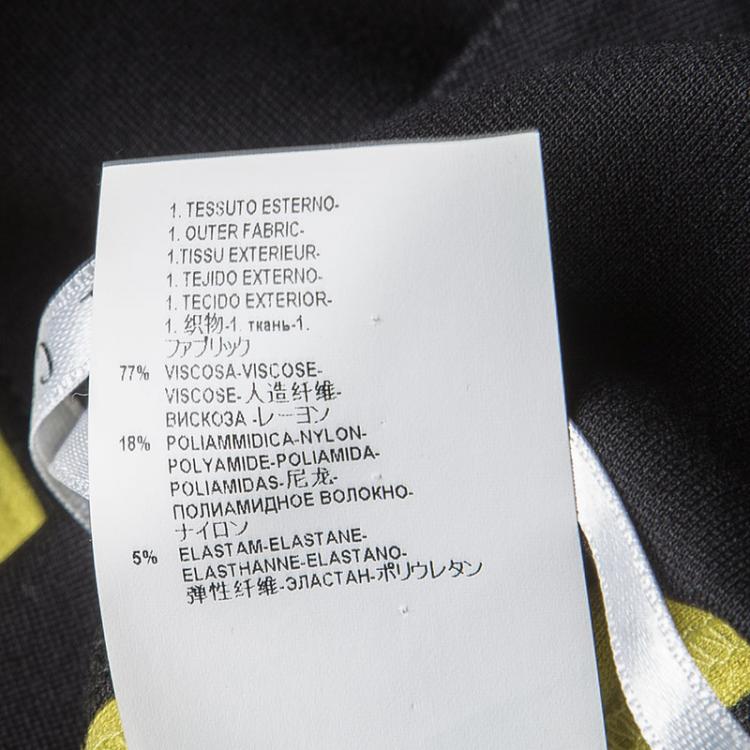 1. TESSUTO ESTERNO-
1. OUTER FABRIC-
1.TISSU EXTERIEUR-
1. TEJIDO EXTERNO-
1. TECIDO EXTERIOR-
1. 织物-1. ткань-1.
ファブリック
77% VISCOSA-VISCOSE-
VISCOSE-人造纤维-
ВИСКОЗА-レーヨン
18% POLIAMMIDICA-NYLON-
POLYAMIDE-POLIAMIDA-
POLIAMIDAS-尼龙-
ПОЛИАМИДНОЕ ВОЛОКНО-
ナイロン
5% ELASTAM-ELASTANE-
ELASTHANNE-ELASTANO-
弹性纤维-ЭЛАСТАН-ポリウレタン